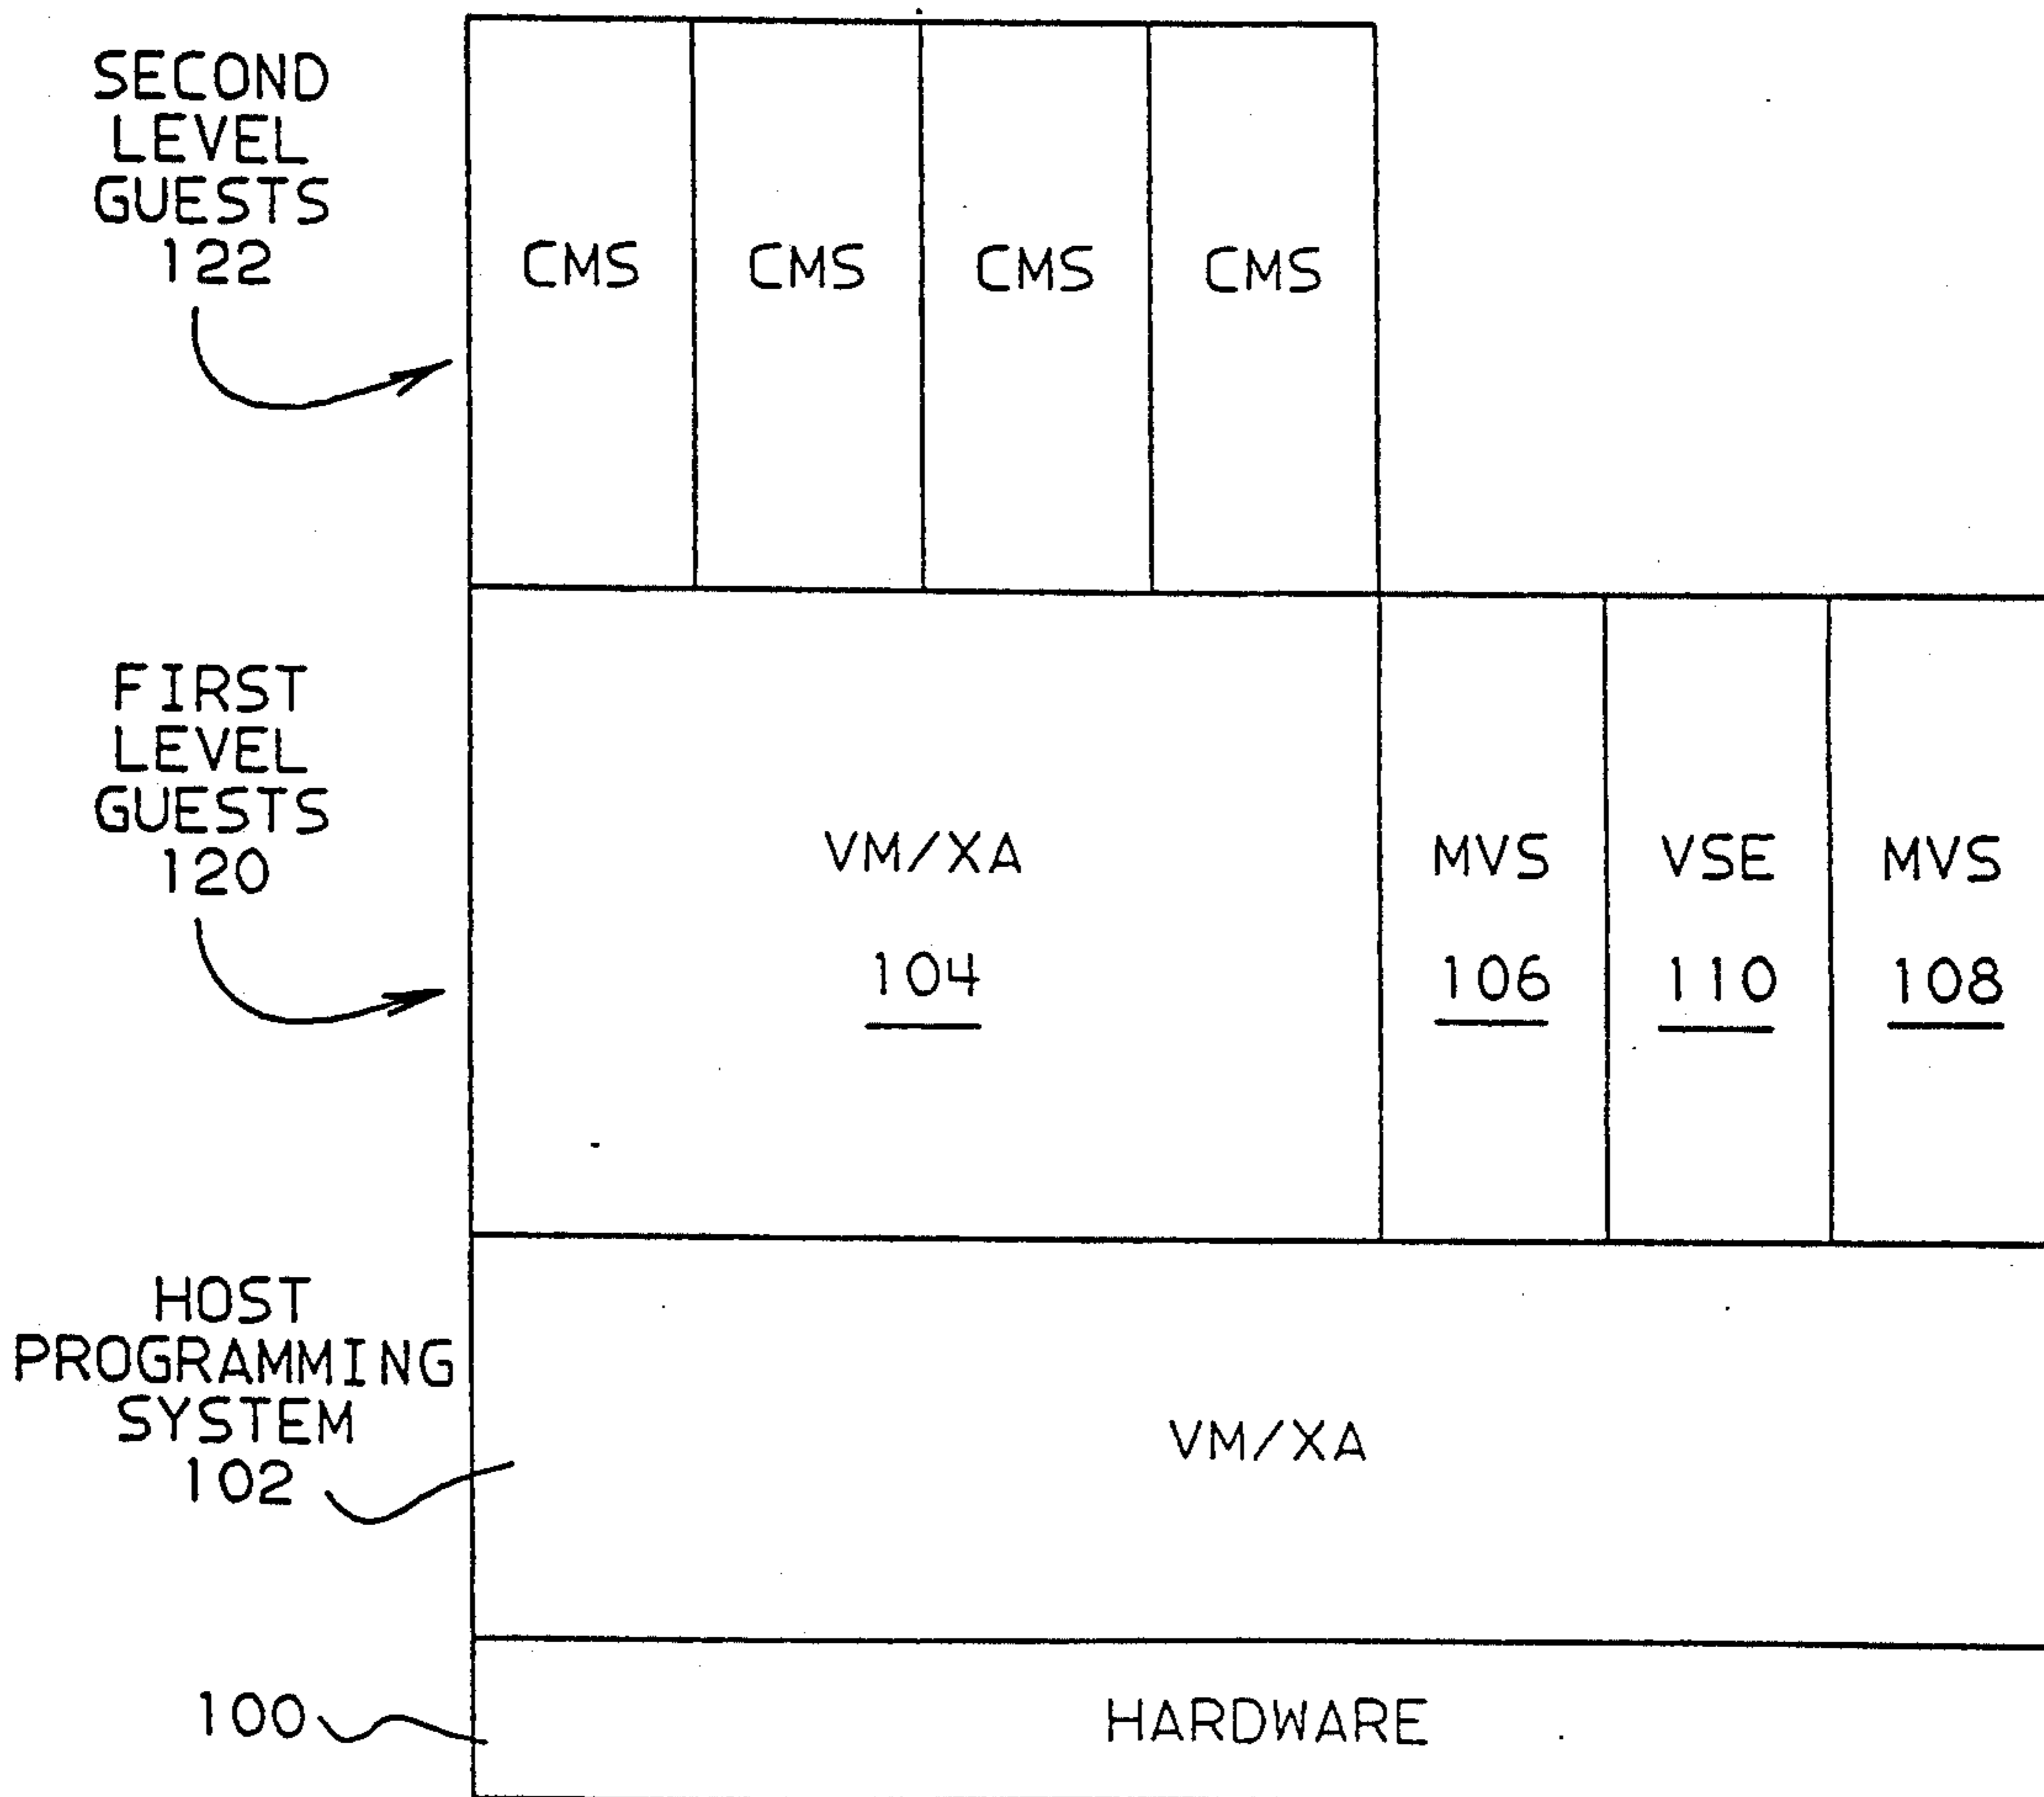 SECOND
LEVEL
GUESTS
122
CMS CMS CMS CMS
FIRST
LEVEL
GUESTS
120
VM/XA MVS VSE MVS
104 106 110 108
HOST
PROGRAMMING
SYSTEM
102
VM/XA
100 HARDWARE